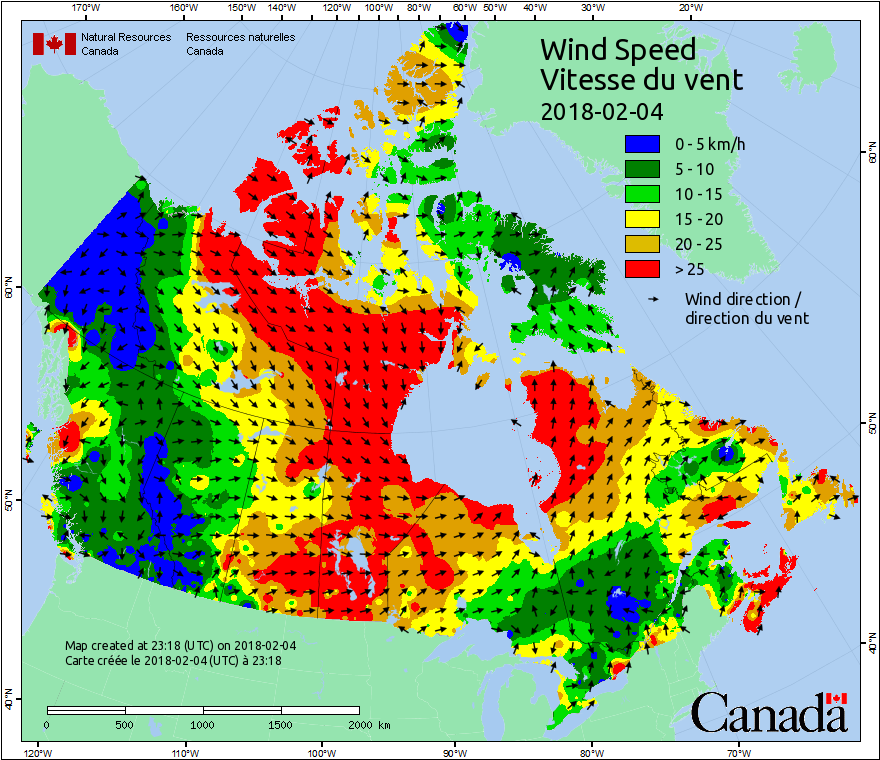 170°W 160°W 150°W 140°W 120°W 100°W 80°W 60°W 50°W 40°W 30°W 20°W
Natural Resources Ressources naturelles
Canada Canada
Wind Speed
Vitesse du vent
2018-02-04
0 - 5 km/h
5 - 10
10 - 15
15 - 20
20 - 25
> 25
Wind direction /
direction du vent
60°N
50°N
40°N
60°N
50°N
40°N
Map created at 23:18 (UTC) on 2018-02-04
Carte créée le 2018-02-04 (UTC) à 23:18
0 500 1000 1500 2000 km
Canada
120°W 110°W 100°W 90°W 80°W 70°W